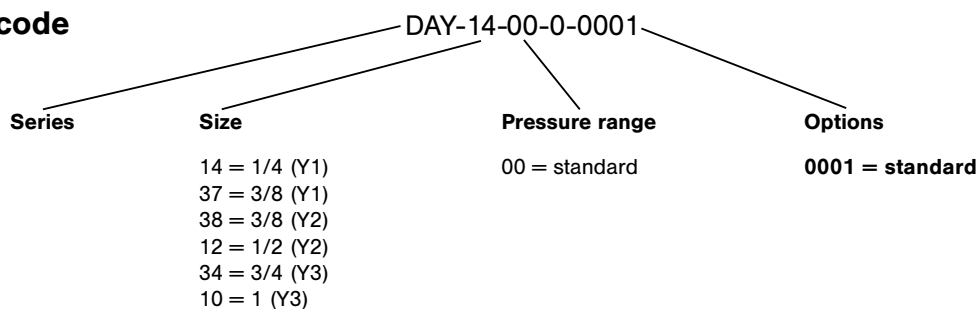 code
DAY-14-00-0-0001
Series
Size
Pressure range
Options
14 = 1/4 (Y1)
00 = standard
0001 = standard
37 = 3/8 (Y1)
38 = 3/8 (Y2)
12 = 1/2 (Y2)
34 = 3/4 (Y3)
10 = 1 (Y3)